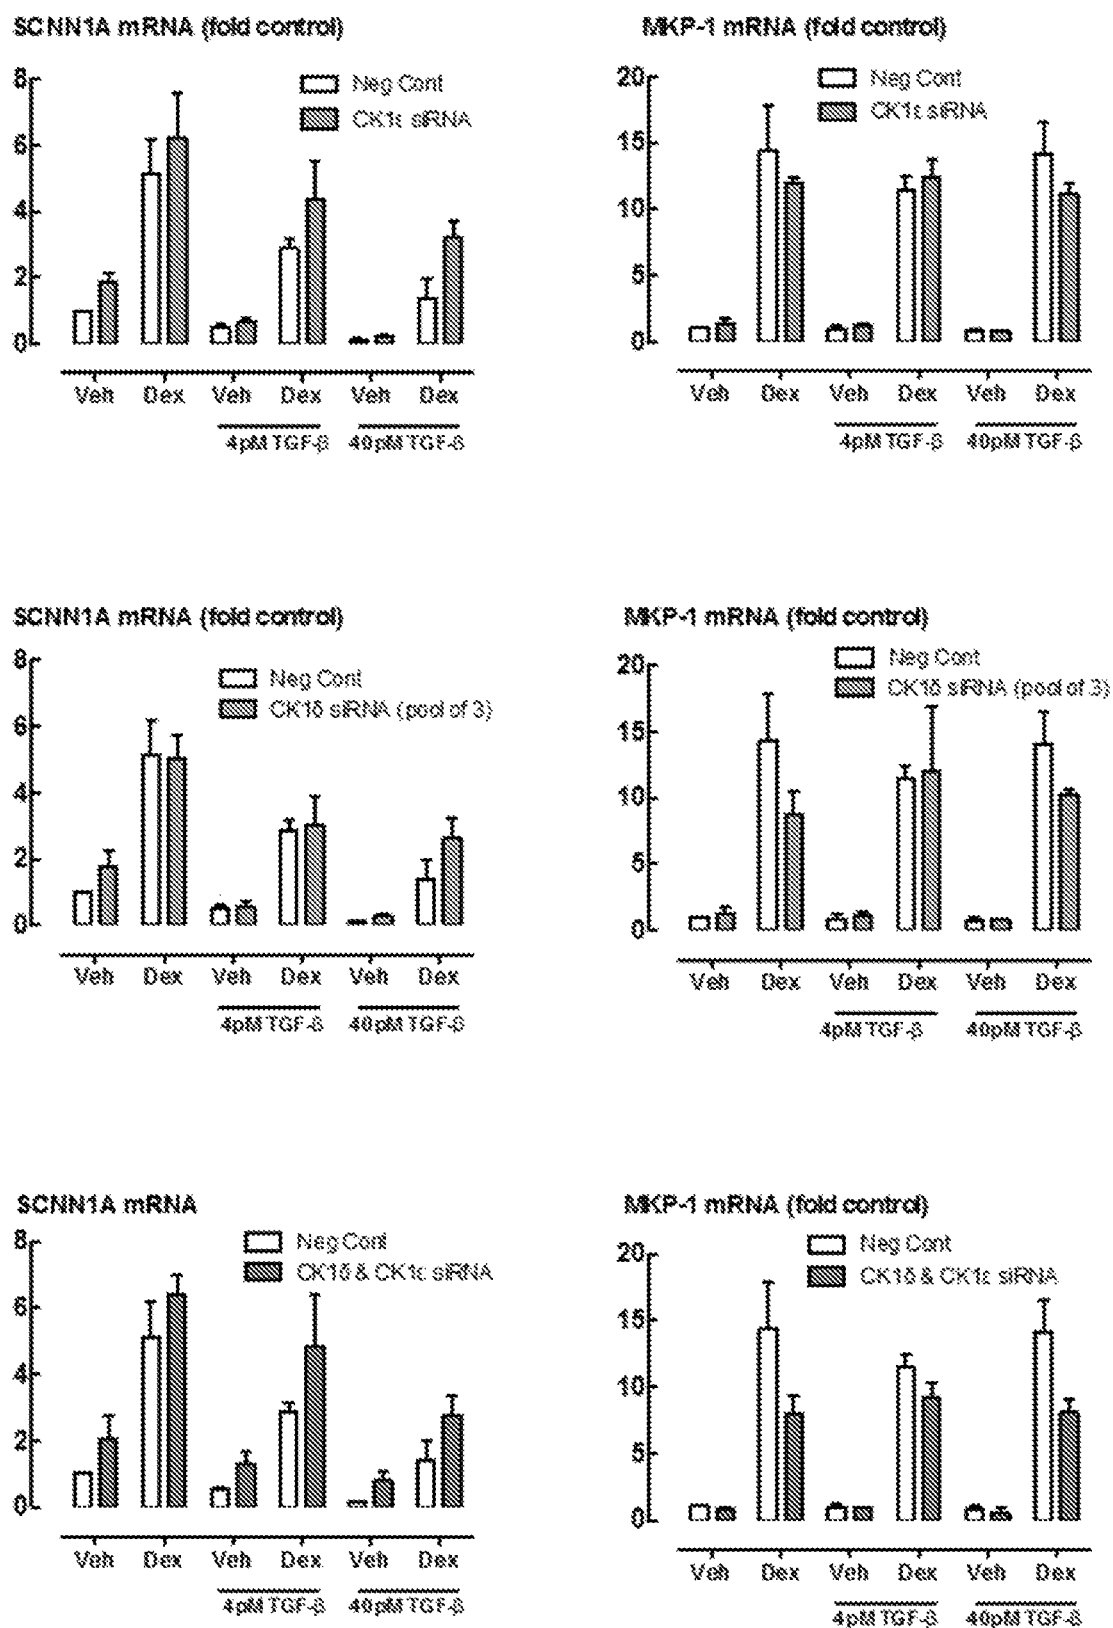 SCNN1A mRNA (fold control)
8
6
4
2
0
Neg Cont
CK1ε siRNA
Veh Dex Veh Dex Veh Dex
4pM TGF-β 40pM TGF-β
MKP-1 mRNA (fold control)
20
15
10
5
0
Neg Cont
CK1ε siRNA
Veh Dex Veh Dex Veh Dex
4pM TGF-β 40pM TGF-β
SCNN1A mRNA (fold control)
8
6
4
2
0
Neg Cont
CK1δ siRNA (pool of 3)
Veh Dex Veh Dex Veh Dex
4pM TGF-β 40pM TGF-β
MKP-1 mRNA (fold control)
20
15
10
5
0
Neg Cont
CK1δ siRNA (pool of 3)
Veh Dex Veh Dex Veh Dex
4pM TGF-β 40pM TGF-β
SCNN1A mRNA
8
6
4
2
0
Neg Cont
CK1δ & CK1ε siRNA
Veh Dex Veh Dex Veh Dex
4pM TGF-β 40pM TGF-β
MKP-1 mRNA (fold control)
20
15
10
5
0
Neg Cont
CK1δ & CK1ε siRNA
Veh Dex Veh Dex Veh Dex
4pM TGF-β 40pM TGF-β